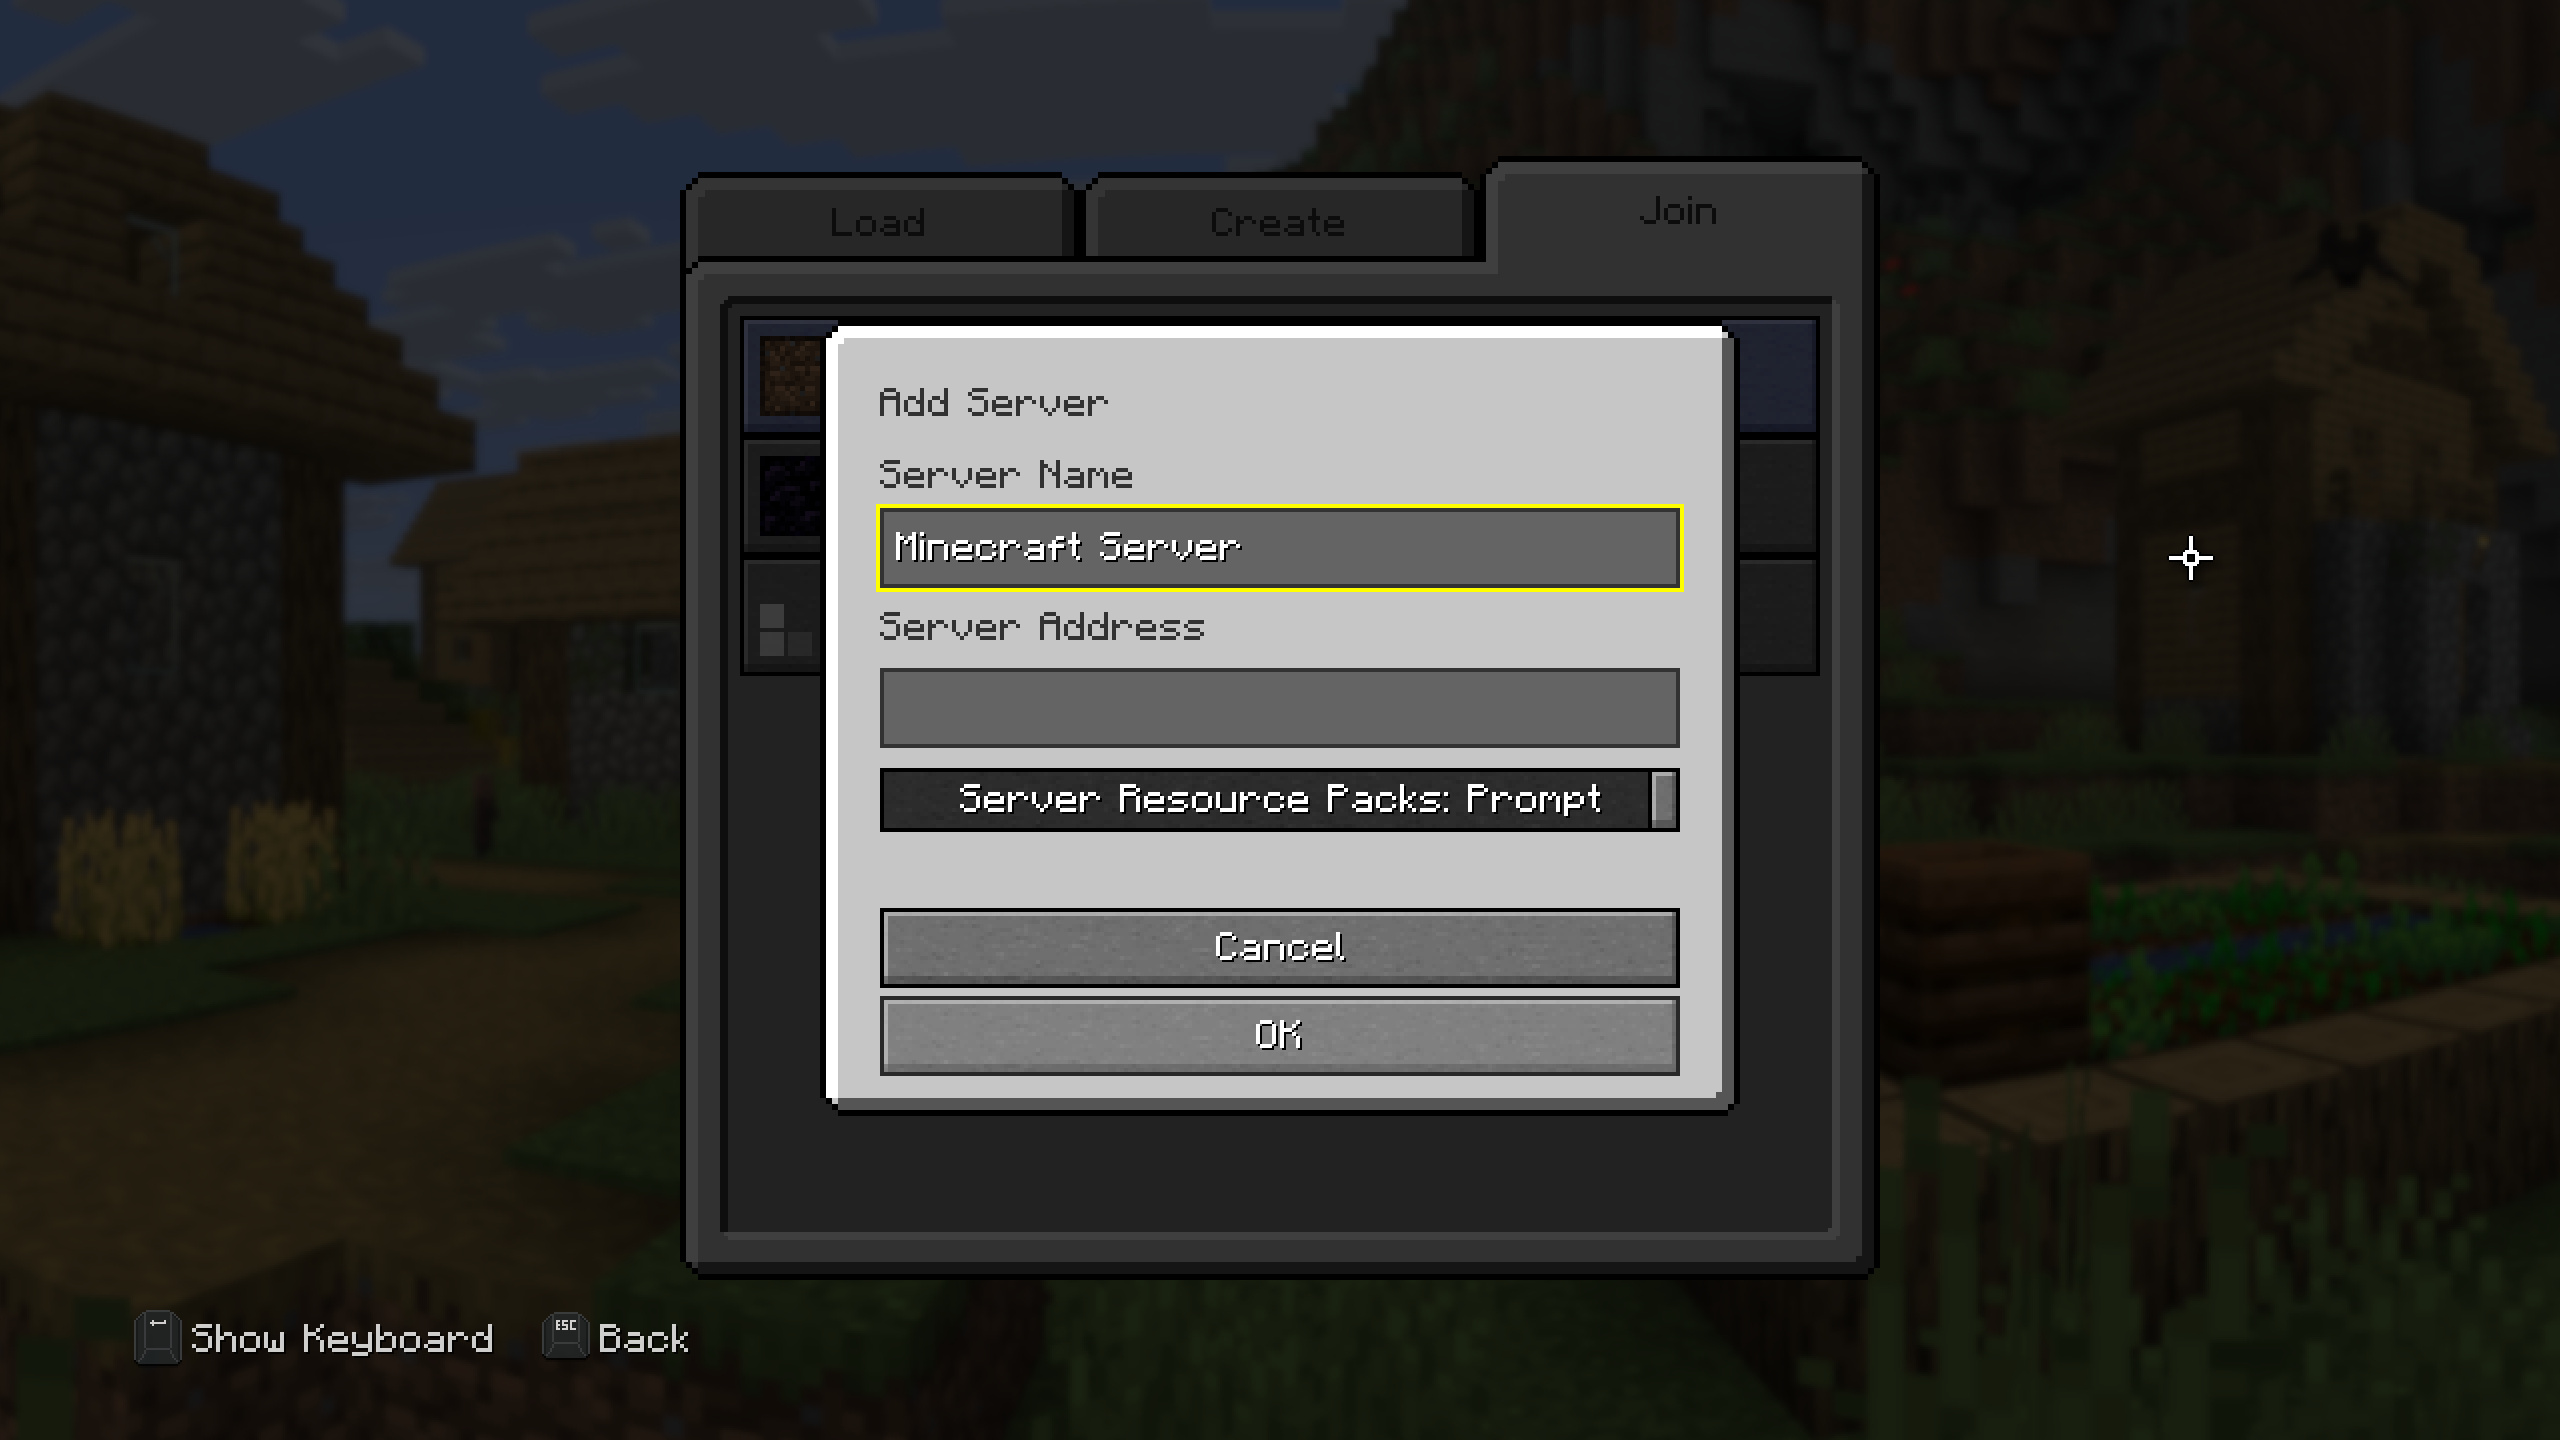 Load
Create
Join
Add Server
Server Name
Minecraft Server
Server Address
Server Resource Packs: Prompt
Cancel
OK
Show Keyboard
ESC
Back